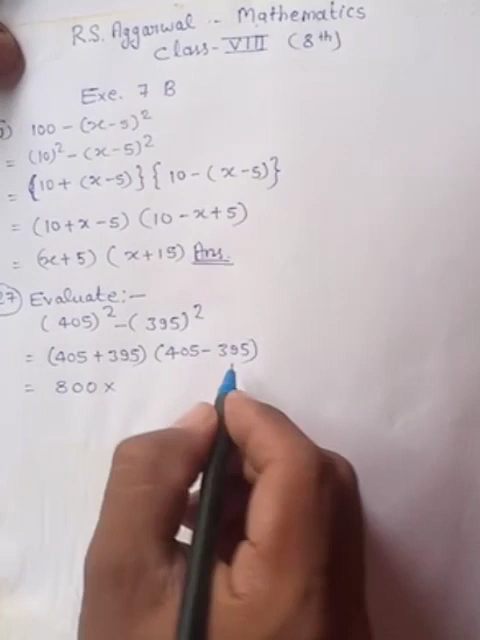 R.S. Aggarwal :- Mathematics
Class - VIII (8th)
Exe. 7 B
100 - (x-5)²
= (10)² - (x-5)²
= {10 + (x-5)} {10 - (x-5)}
= (10+x-5) (10-x+5)
= (x+5) (x+15) Ans.
27) Evaluate:-
(405)² - (395)²
= (405+395) (405-395)
= 800 x